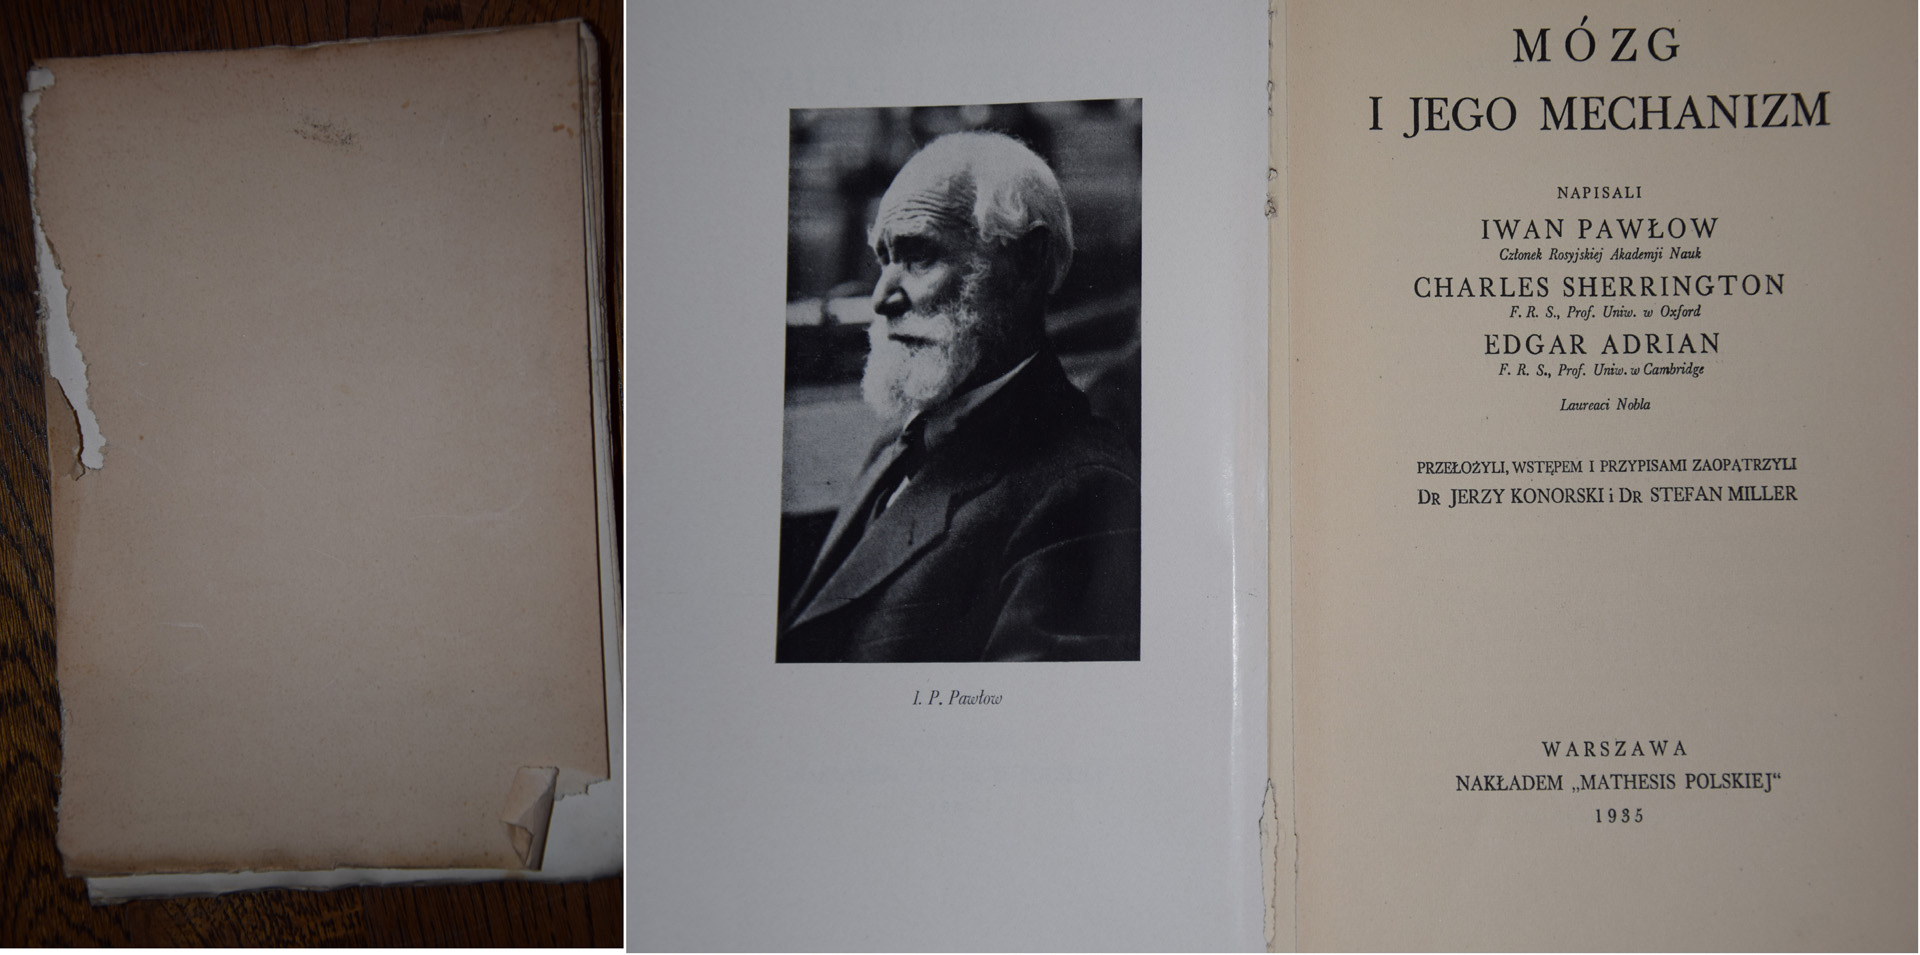 I. P. Pawłow
MÓZG
I JEGO MECHANIZM
NAPISALI
IWAN PAWŁOW
Członek Rosyjskiej Akademji Nauk
CHARLES SHERRINGTON
F. R. S., Prof. Uniw. w Oxford
EDGAR ADRIAN
F. R. S., Prof. Uniw. w Cambridge
Laureaci Nobla
PRZEŁOŻYLI, WSTĘPEM I PRZYPISAMI ZAOPATRZYLI
DR JERZY KONORSKI i DR STEFAN MILLER
WARSZAWA
NAKŁADEM „MATHESIS POLSKIEJ“
1935